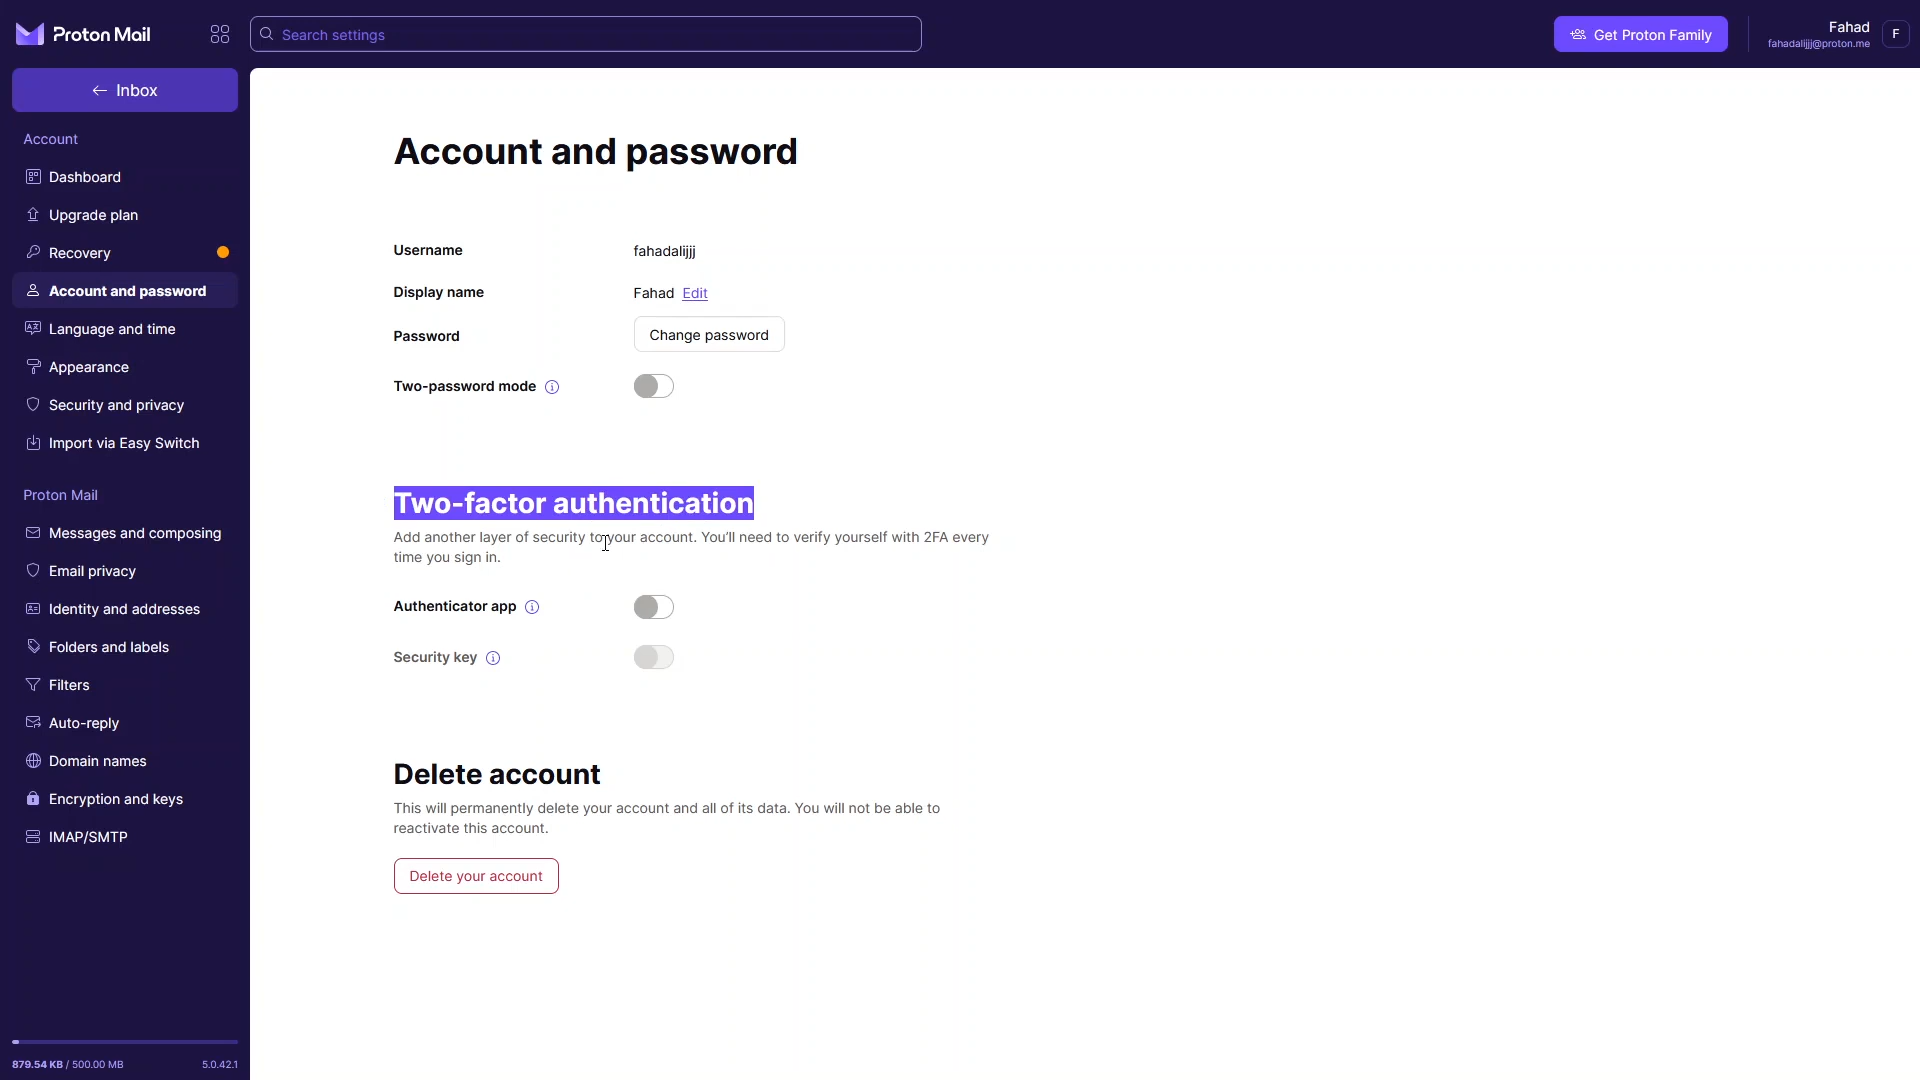 Proton Mail
Search settings
Get Proton Family
Fahad
fahadalijjj@proton.me
F
Inbox
Account
Dashboard
Upgrade plan
Recovery
Account and password
Language and time
Appearance
Security and privacy
Import via Easy Switch
Proton Mail
Messages and composing
Email privacy
Identity and addresses
Folders and labels
Filters
Auto-reply
Domain names
Encryption and keys
IMAP/SMTP
879.54 KB / 500.00 MB
5.0.42.1
Account and password
Username
fahadalijjj
Display name
Fahad Edit
Password
Change password
Two-password mode
Two-factor authentication
Add another layer of security to your account. You'll need to verify yourself with 2FA every
time you sign in.
Authenticator app
Security key
Delete account
This will permanently delete your account and all of its data. You will not be able to
reactivate this account.
Delete your account